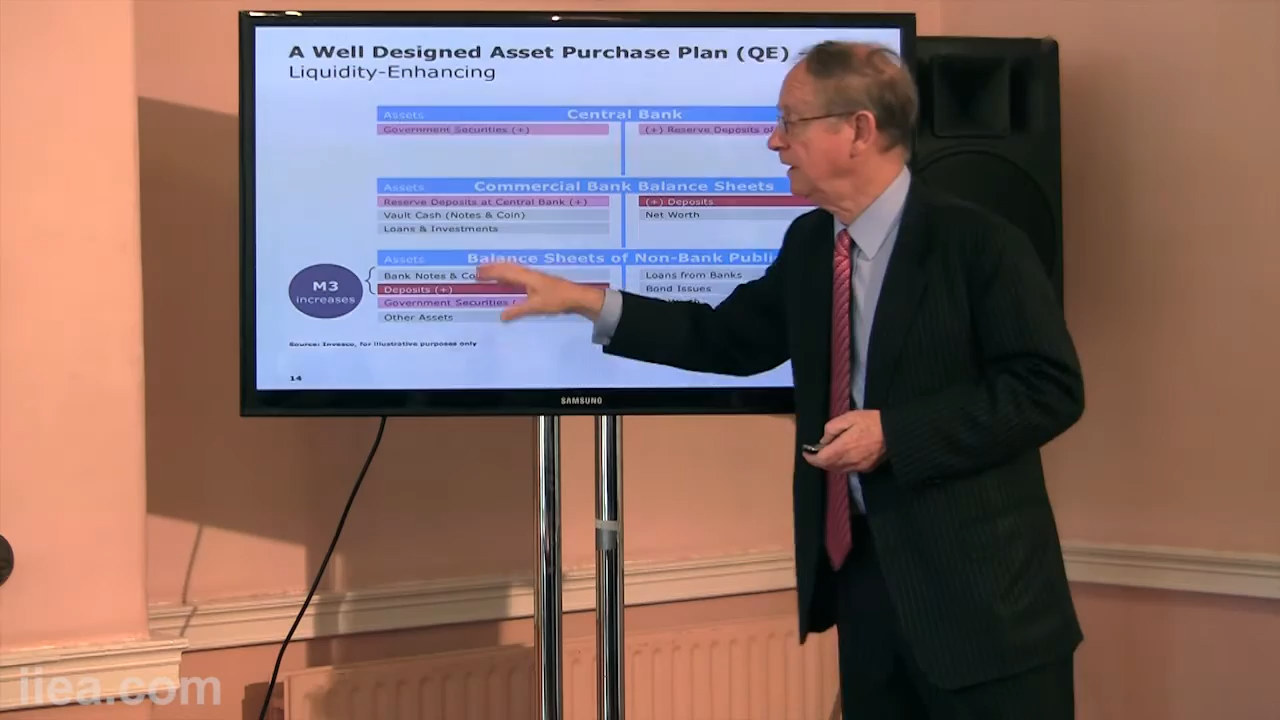 A Well Designed Asset Purchase Plan (QE) -
Liquidity-Enhancing
Assets Central Bank
Government Securities (+) (+) Reserve Deposits of
Assets Commercial Bank Balance Sheets
Reserve Deposits at Central Bank (+) (+) Deposits
Vault Cash (Notes & Coin) Net Worth
Loans & Investments
Assets Balance Sheets of Non-Bank Publi
Bank Notes & Co Loans from Banks
M3
increases
Deposits (+) Bond Issues
Government Securities
Other Assets
Source: Invesco, for illustrative purposes only
14
SAMSUNG
iiea.com